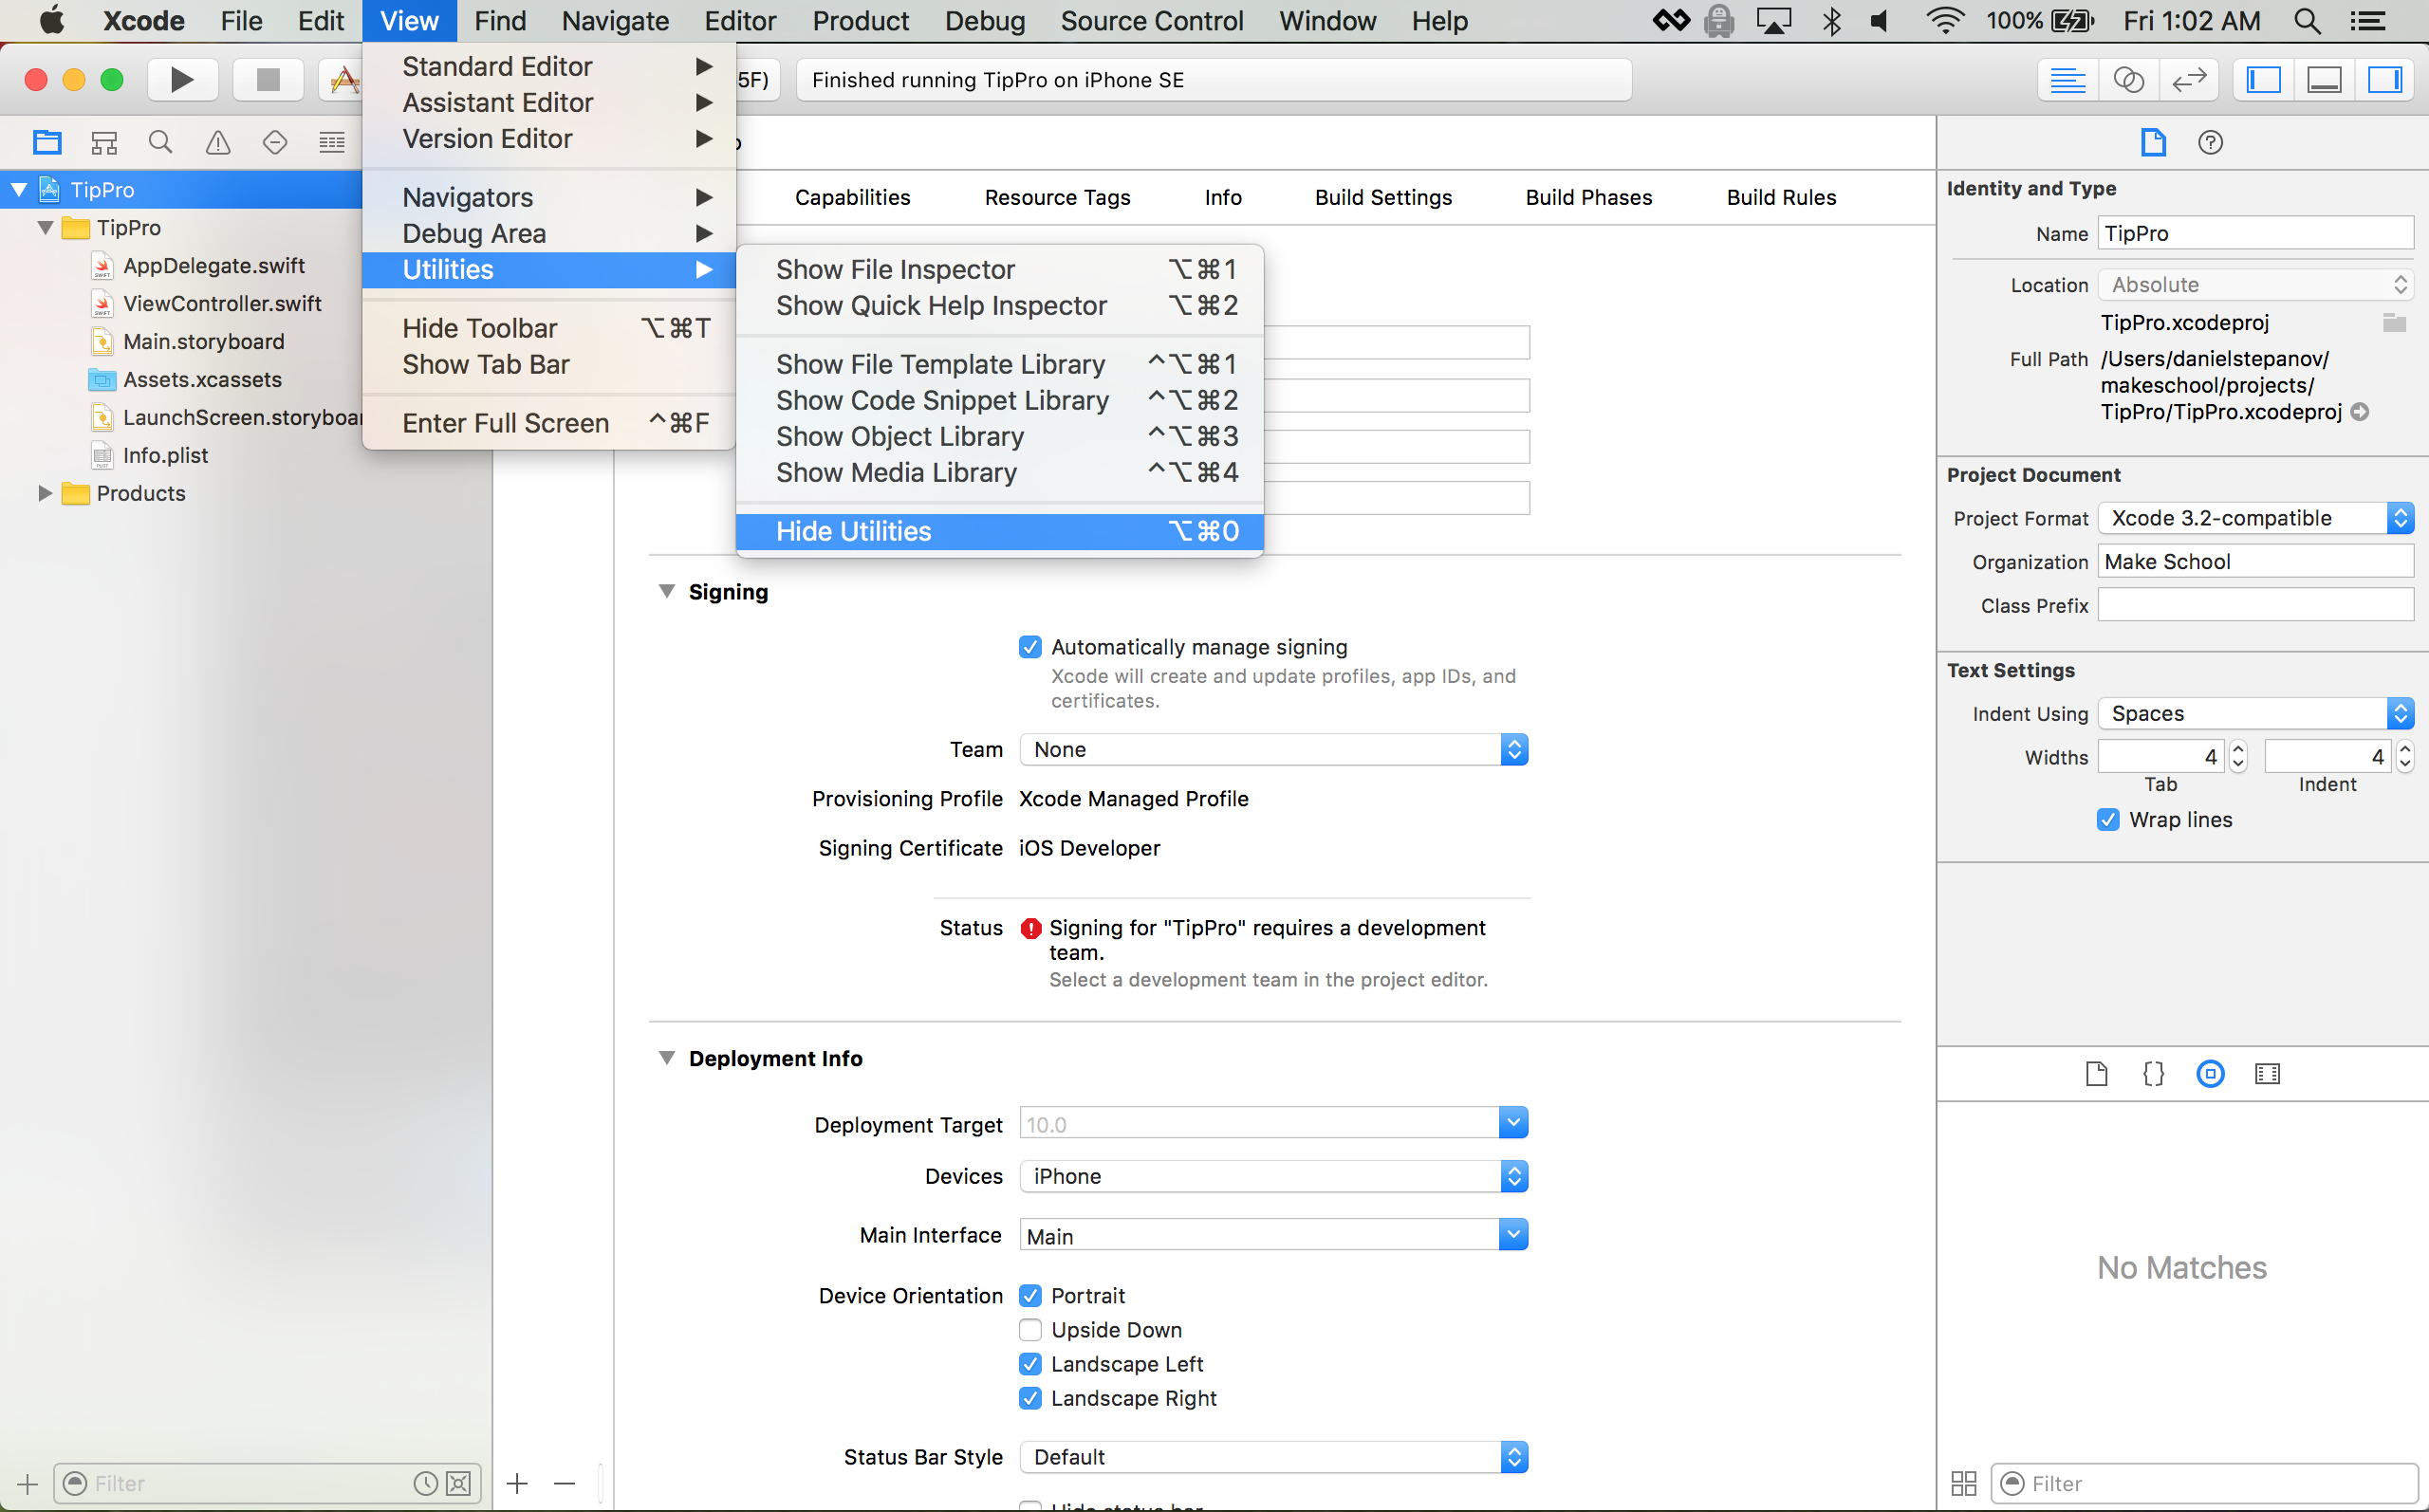 Xcode File Edit View Find Navigate Editor Product Debug Source Control Window Help 100% Fri 1:02 AM
5F) Finished running TipPro on iPhone SE
Standard Editor
Assistant Editor
Version Editor
Navigators
Debug Area
Utilities
Hide Toolbar ⌥⌘T
Show Tab Bar
Enter Full Screen ^⌘F
Show File Inspector ⌥⌘1
Show Quick Help Inspector ⌥⌘2
Show File Template Library ^⌥⌘1
Show Code Snippet Library ^⌥⌘2
Show Object Library ^⌥⌘3
Show Media Library ^⌥⌘4
Hide Utilities ⌥⌘0
TipPro
TipPro
AppDelegate.swift
ViewController.swift
Main.storyboard
Assets.xcassets
LaunchScreen.storyboar
Info.plist
Products
Filter
Capabilities Resource Tags Info Build Settings Build Phases Build Rules
Signing
Automatically manage signing
Xcode will create and update profiles, app IDs, and
certificates.
Team None
Provisioning Profile Xcode Managed Profile
Signing Certificate iOS Developer
Status Signing for "TipPro" requires a development
team.
Select a development team in the project editor.
Deployment Info
Deployment Target 10.0
Devices iPhone
Main Interface Main
Device Orientation Portrait
Upside Down
Landscape Left
Landscape Right
Status Bar Style Default
Hide status bar
Identity and Type
Name TipPro
Location Absolute
TipPro.xcodeproj
Full Path /Users/danielstepanov/
makeschool/projects/
TipPro/TipPro.xcodeproj
Project Document
Project Format Xcode 3.2-compatible
Organization Make School
Class Prefix
Text Settings
Indent Using Spaces
Widths 4 4
Tab Indent
Wrap lines
No Matches
Filter